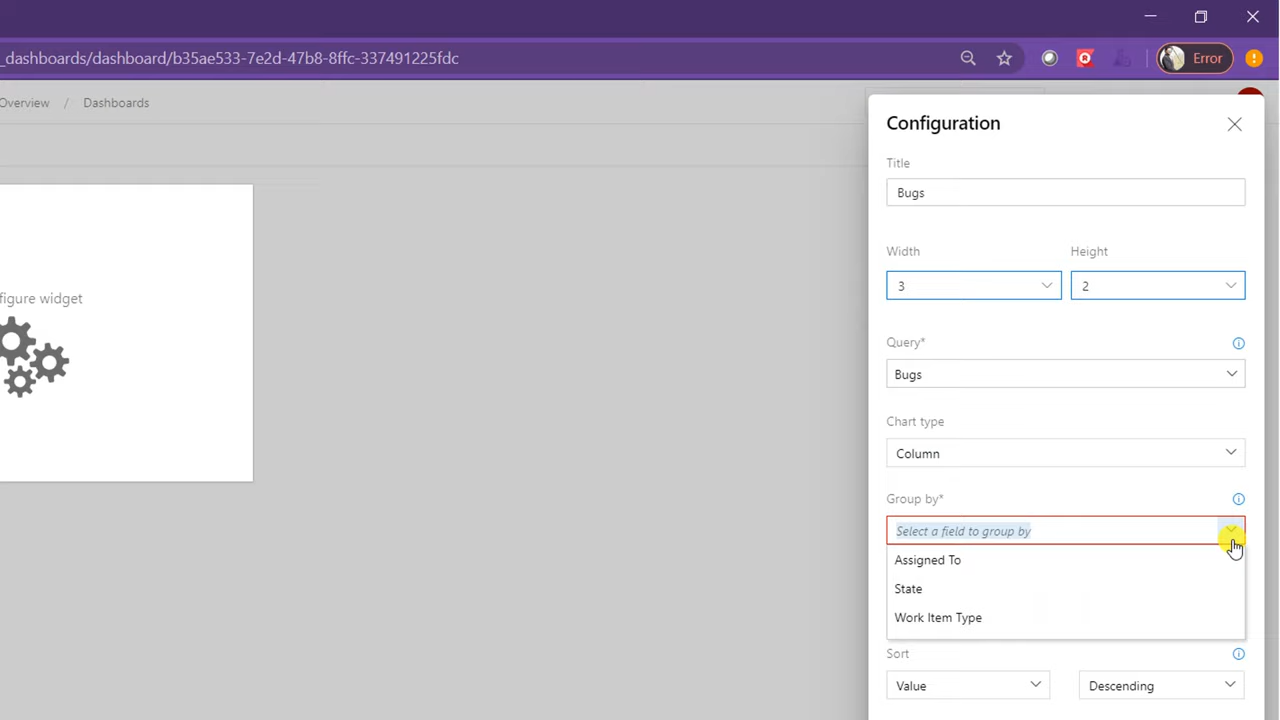 _dashboards/dashboard/b35ae533-7e2d-47b8-8ffc-337491225fdc
Error
Overview / Dashboards
Configuration
Title
Bugs
Width Height
3 2
figure widget
Query*
Bugs
Chart type
Column
Group by*
Select a field to group by
Assigned To
State
Work Item Type
Sort
Value Descending